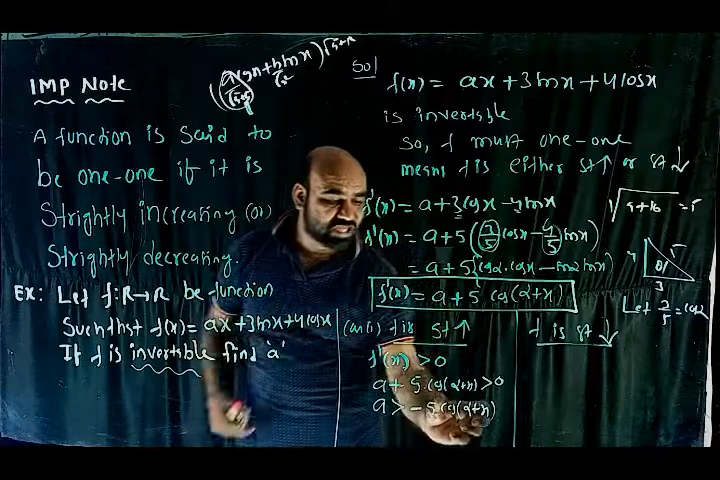 IMP Note
A function is said to
be one-one if it is
Strightly increasing (or)
Strightly decreasing.
Ex: Let f:R→R be function
Such that f(x) = ax+3sinx+4cosx
If f is invertable find 'a'
Sol
f(x) = ax+3sinx+4cosx
is invertable
So, f must one-one
means f is either st↑ or st↓
f'(x) = a+3cosx-4sinx
f'(x) = a+5(3/5 cosx - 4/5 sinx)
= a+5(cosα.cosx - sinα sinx)
f'(x) = a+5 cos(α+x)
√9+16 = 5
5
3
Let 3/5 = cosα
f is st↑
f'(x) > 0
a+5.cos(α+x) > 0
a > -5.cos(α+x)
f is st↓